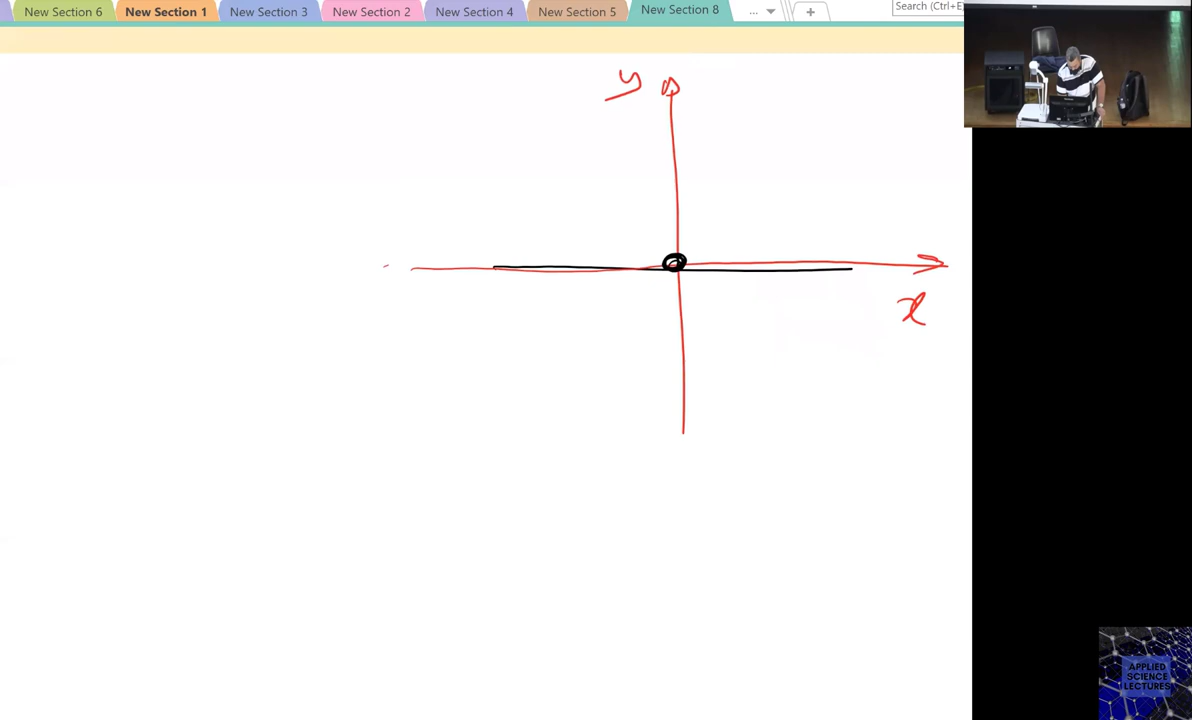 New Section 6 New Section 1 New Section 3 New Section 2 New Section 4 New Section 5 New Section 8 ... +
Search (Ctrl+E)
y
x
APPLIED
SCIENCE
LECTURES